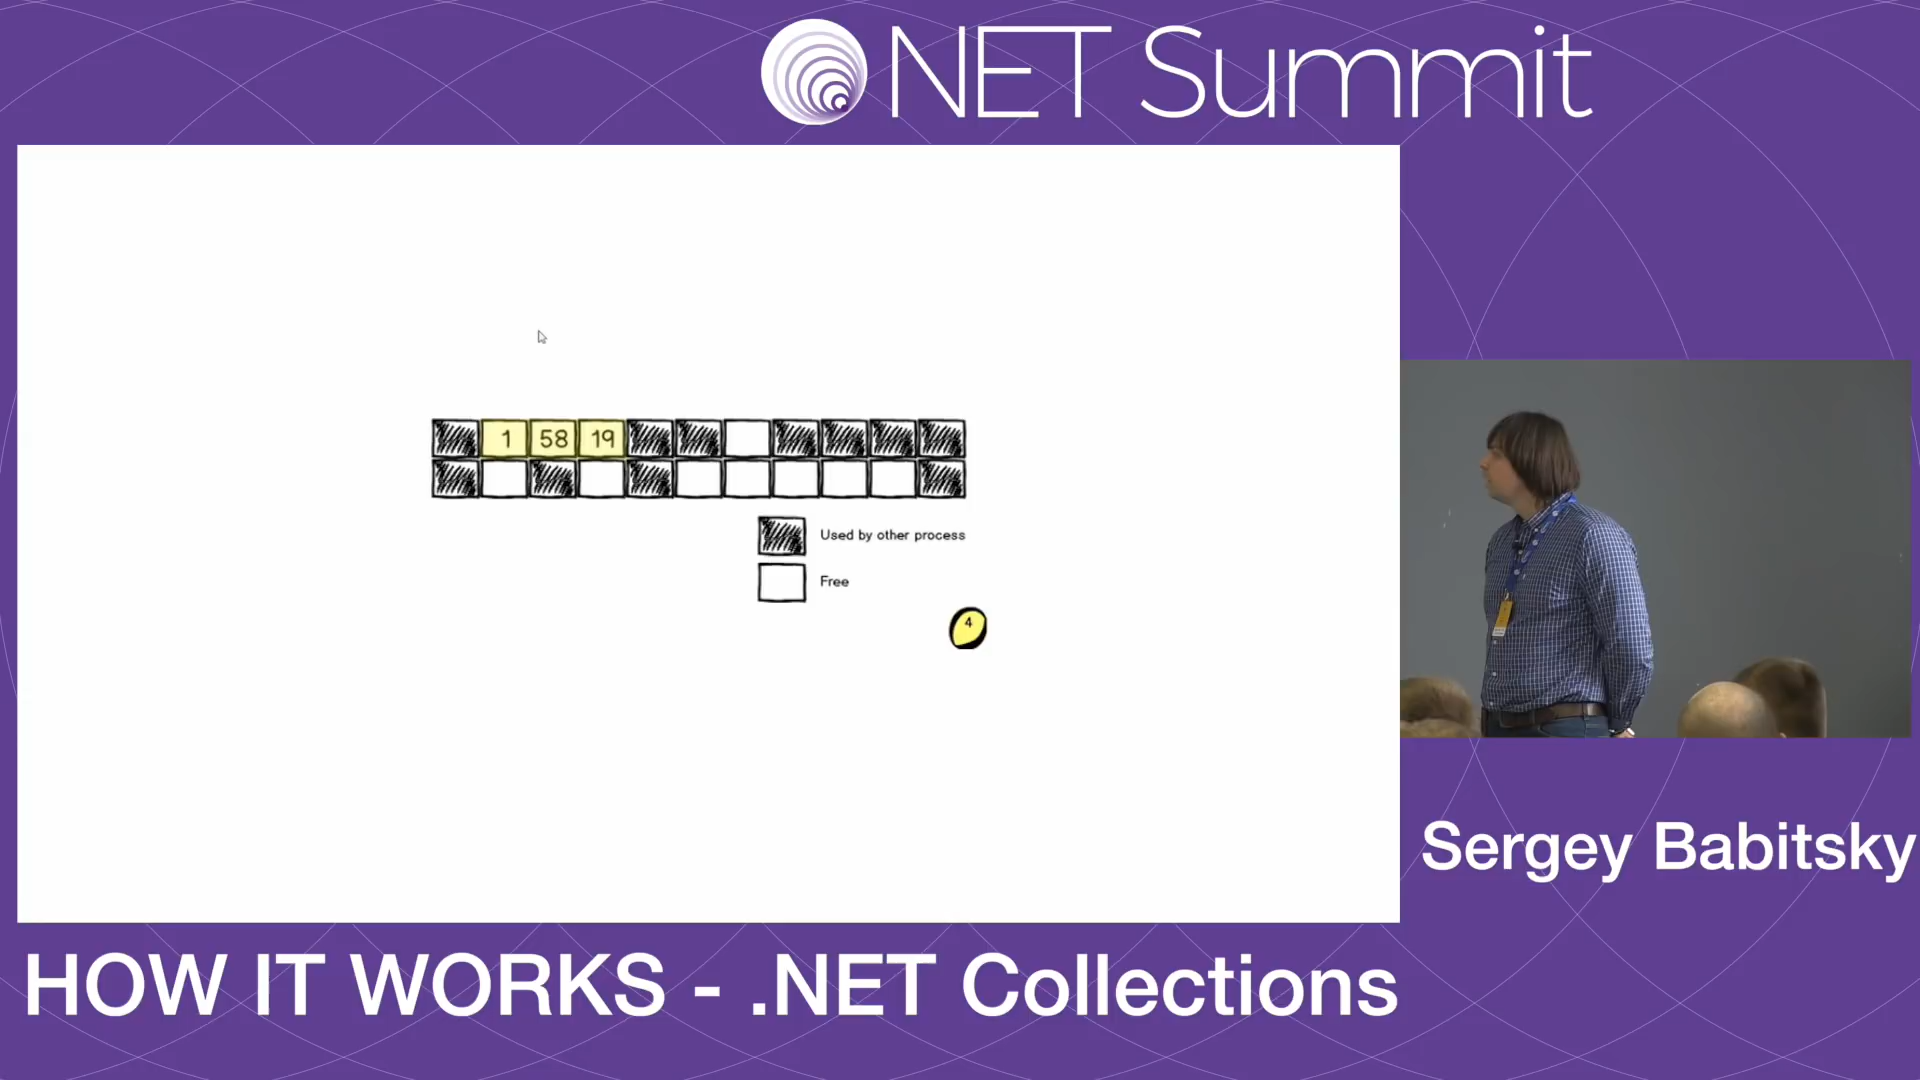 NET Summit
1 58 19
Used by other process
Free
4
Sergey Babitsky
HOW IT WORKS - .NET Collections